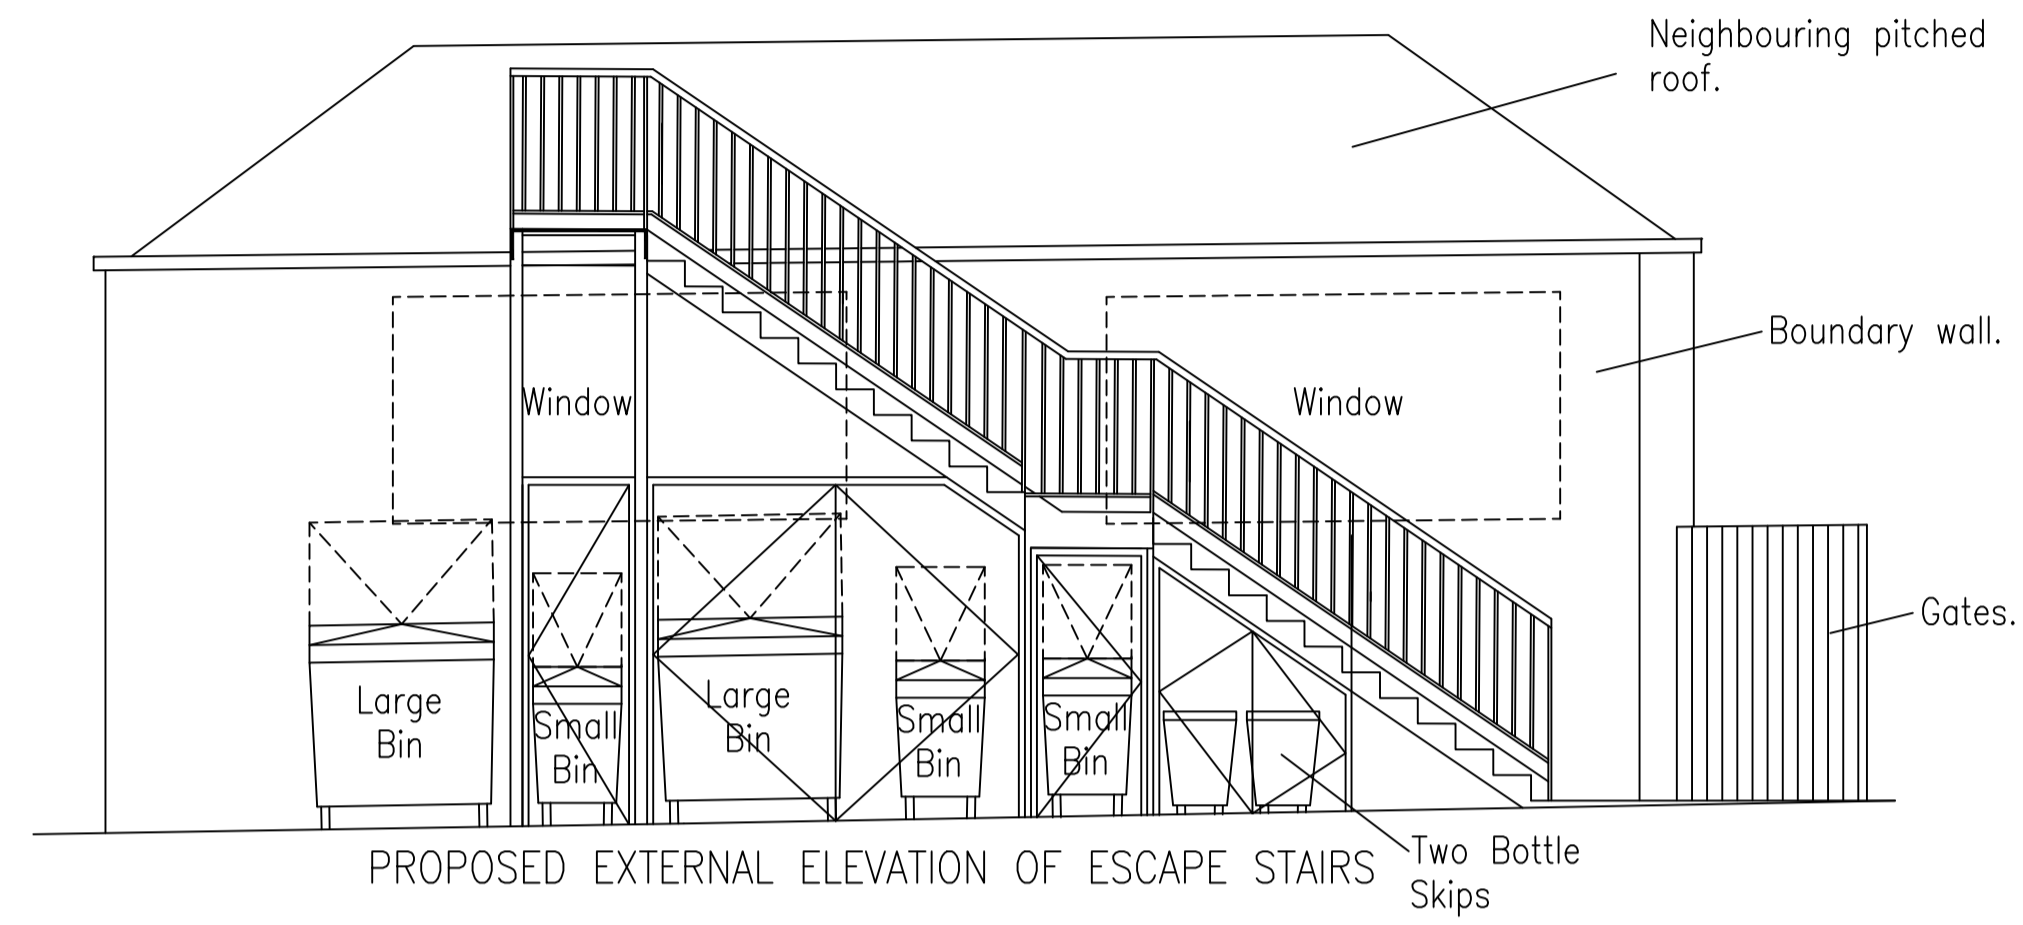 Neighbouring pitched
roof.
Boundary wall.
Window
Window
Gates.
Large
Bin
Small
Bin
Large
Bin
Small
Bin
Small
Bin
Two Bottle
Skips
PROPOSED EXTERNAL ELEVATION OF ESCAPE STAIRS